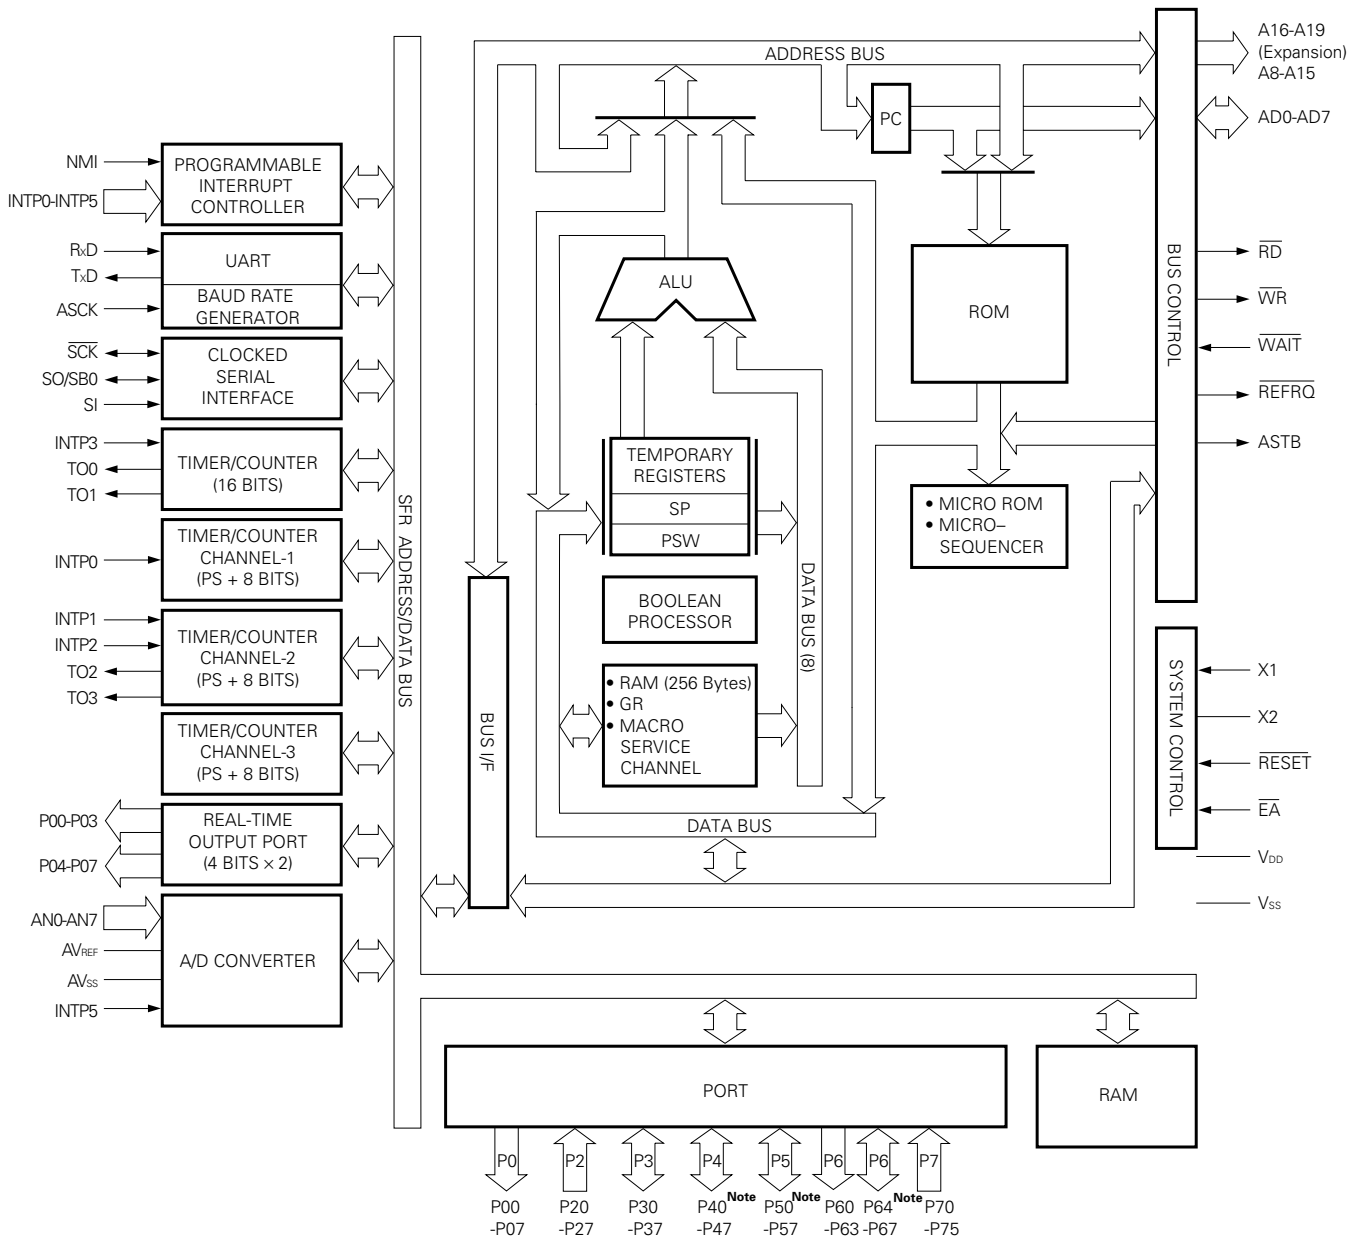 ADDRESS BUS
A16-A19
(Expansion)
A8-A15
PC
AD0-AD7
NMI
INTP0-INTP5
PROGRAMMABLE
INTERRUPT
CONTROLLER
RxD
TxD
ASCK
UART
BAUD RATE
GENERATOR
SCK
SO/SB0
SI
CLOCKED
SERIAL
INTERFACE
INTP3
TO0
TO1
TIMER/COUNTER
(16 BITS)
INTP0
TIMER/COUNTER
CHANNEL-1
(PS + 8 BITS)
INTP1
INTP2
TO2
TO3
TIMER/COUNTER
CHANNEL-2
(PS + 8 BITS)
TIMER/COUNTER
CHANNEL-3
(PS + 8 BITS)
P00-P03
P04-P07
REAL-TIME
OUTPUT PORT
(4 BITS × 2)
AN0-AN7
AVREF
AVSS
INTP5
A/D CONVERTER
SFR ADDRESS/DATA BUS
BUS I/F
ALU
TEMPORARY
REGISTERS
SP
PSW
BOOLEAN
PROCESSOR
• RAM (256 Bytes)
• GR
• MACRO
SERVICE
CHANNEL
DATA BUS (8)
DATA BUS
ROM
• MICRO ROM
• MICRO–
SEQUENCER
BUS CONTROL
RD
WR
WAIT
REFRQ
ASTB
SYSTEM CONTROL
X1
X2
RESET
EA
VDD
VSS
PORT
RAM
P0
P2
P3
P4
P5
P6
P6
P7
P00
-P07
P20
-P27
P30
-P37
P40 Note
-P47
P50 Note
-P57
P60
-P63
P64 Note
-P67
P70
-P75